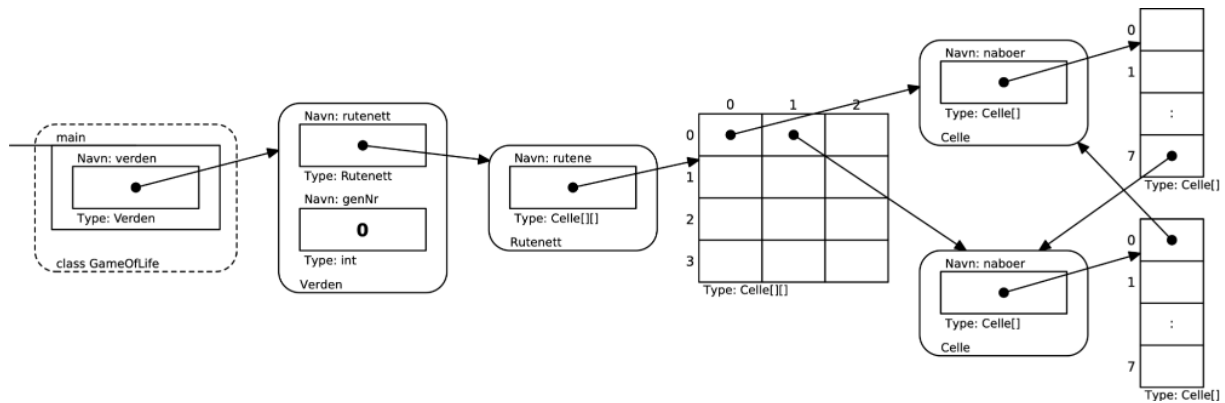 main
Navn: verden
Type: Verden
class GameOfLife
Navn: rutenett
Type: Rutenett
Navn: genNr
0
Type: int
Verden
Navn: rutene
Type: Celle[][]
Rutenett
0 1 2
0
1
2
3
Type: Celle[][]
Navn: naboer
Type: Celle[]
Celle
0
1
:
7
Type: Celle[]
Navn: naboer
Type: Celle[]
Celle
0
1
:
7
Type: Celle[]